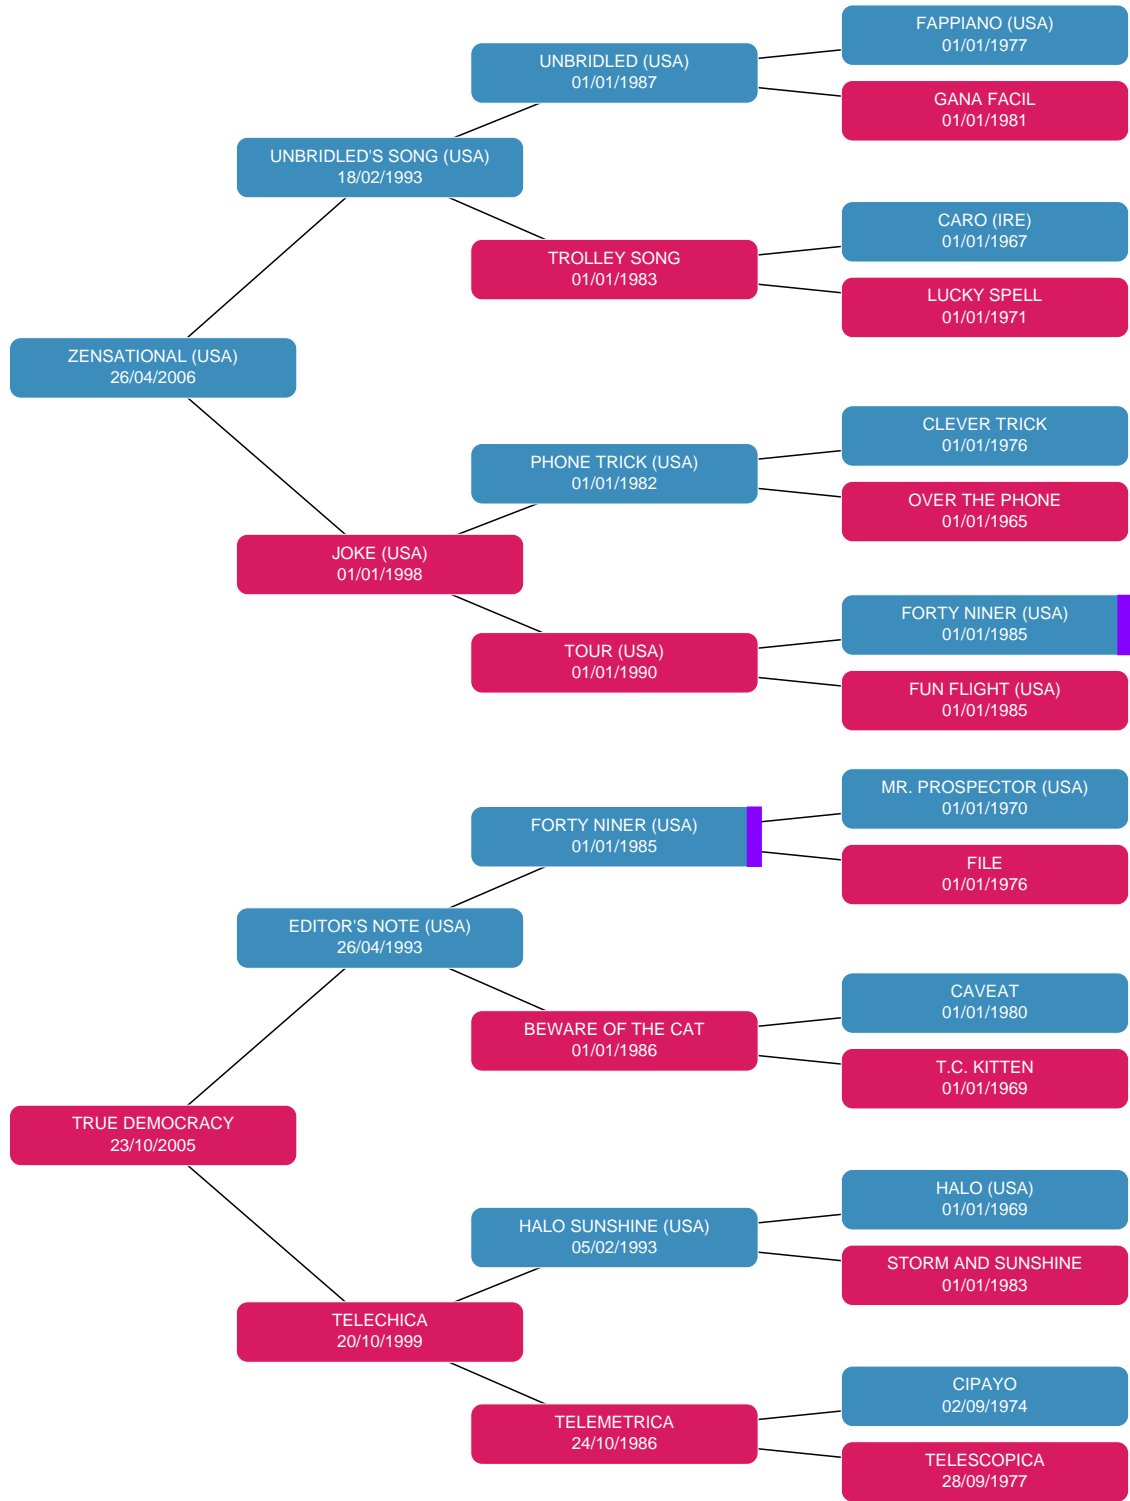 FAPPIANO (USA)
01/01/1977
UNBRIDLED (USA)
01/01/1987
GANA FACIL
01/01/1981
UNBRIDLED'S SONG (USA)
18/02/1993
CARO (IRE)
01/01/1967
TROLLEY SONG
01/01/1983
LUCKY SPELL
01/01/1971
ZENSATIONAL (USA)
26/04/2006
CLEVER TRICK
01/01/1976
PHONE TRICK (USA)
01/01/1982
OVER THE PHONE
01/01/1965
JOKE (USA)
01/01/1998
FORTY NINER (USA)
01/01/1985
TOUR (USA)
01/01/1990
FUN FLIGHT (USA)
01/01/1985
MR. PROSPECTOR (USA)
01/01/1970
FORTY NINER (USA)
01/01/1985
FILE
01/01/1976
EDITOR'S NOTE (USA)
26/04/1993
CAVEAT
01/01/1980
BEWARE OF THE CAT
01/01/1986
T.C. KITTEN
01/01/1969
TRUE DEMOCRACY
23/10/2005
HALO (USA)
01/01/1969
HALO SUNSHINE (USA)
05/02/1993
STORM AND SUNSHINE
01/01/1983
TELECHICA
20/10/1999
CIPAYO
02/09/1974
TELEMETRICA
24/10/1986
TELESCOPICA
28/09/1977